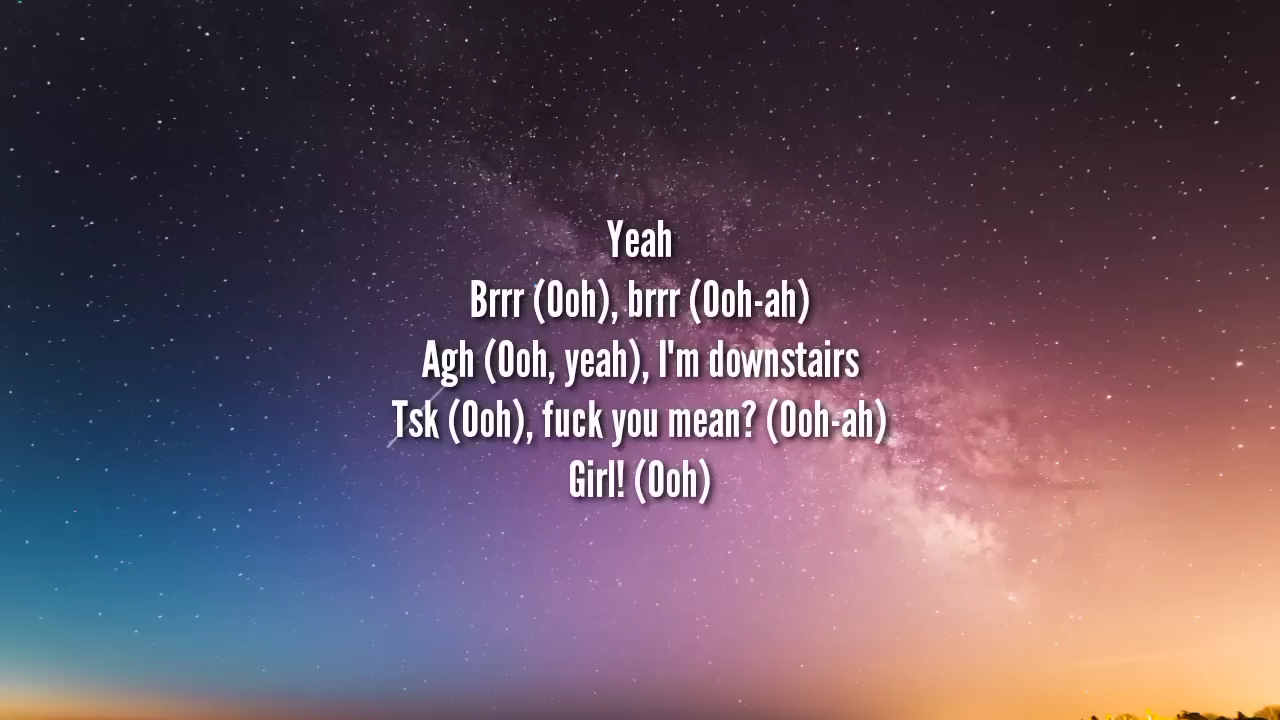 Yeah
Brrr (Ooh), brrr (Ooh-ah)
Agh (Ooh, yeah), I'm downstairs
Tsk (Ooh), fuck you mean? (Ooh-ah)
Girl! (Ooh)